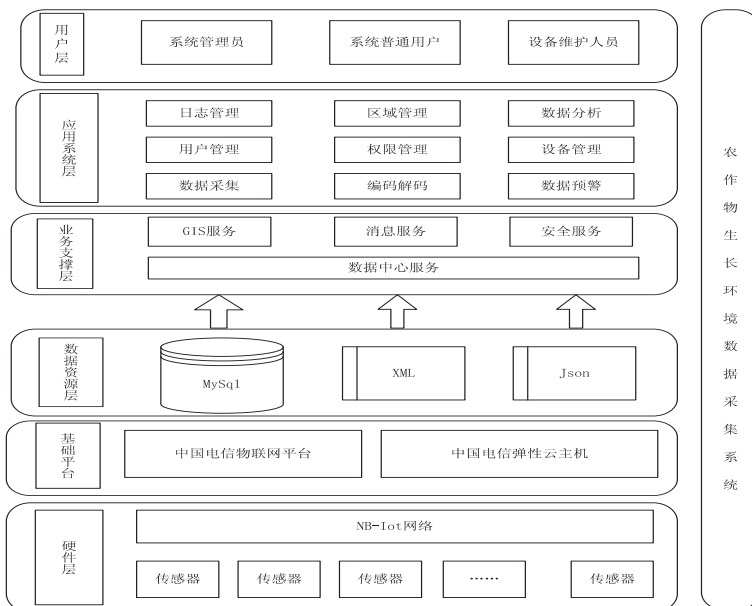 用户层
系统管理员
系统普通用户
设备维护人员
应用系统层
日志管理
区域管理
数据分析
用户管理
权限管理
设备管理
数据采集
编码解码
数据预警
业务支撑层
GIS服务
消息服务
安全服务
数据中心服务
数据资源层
MySql
XML
Json
基础平台
中国电信物联网平台
中国电信弹性云主机
硬件层
NB-Iot网络
传感器
传感器
传感器
……
传感器
农作物生长环境数据采集系统